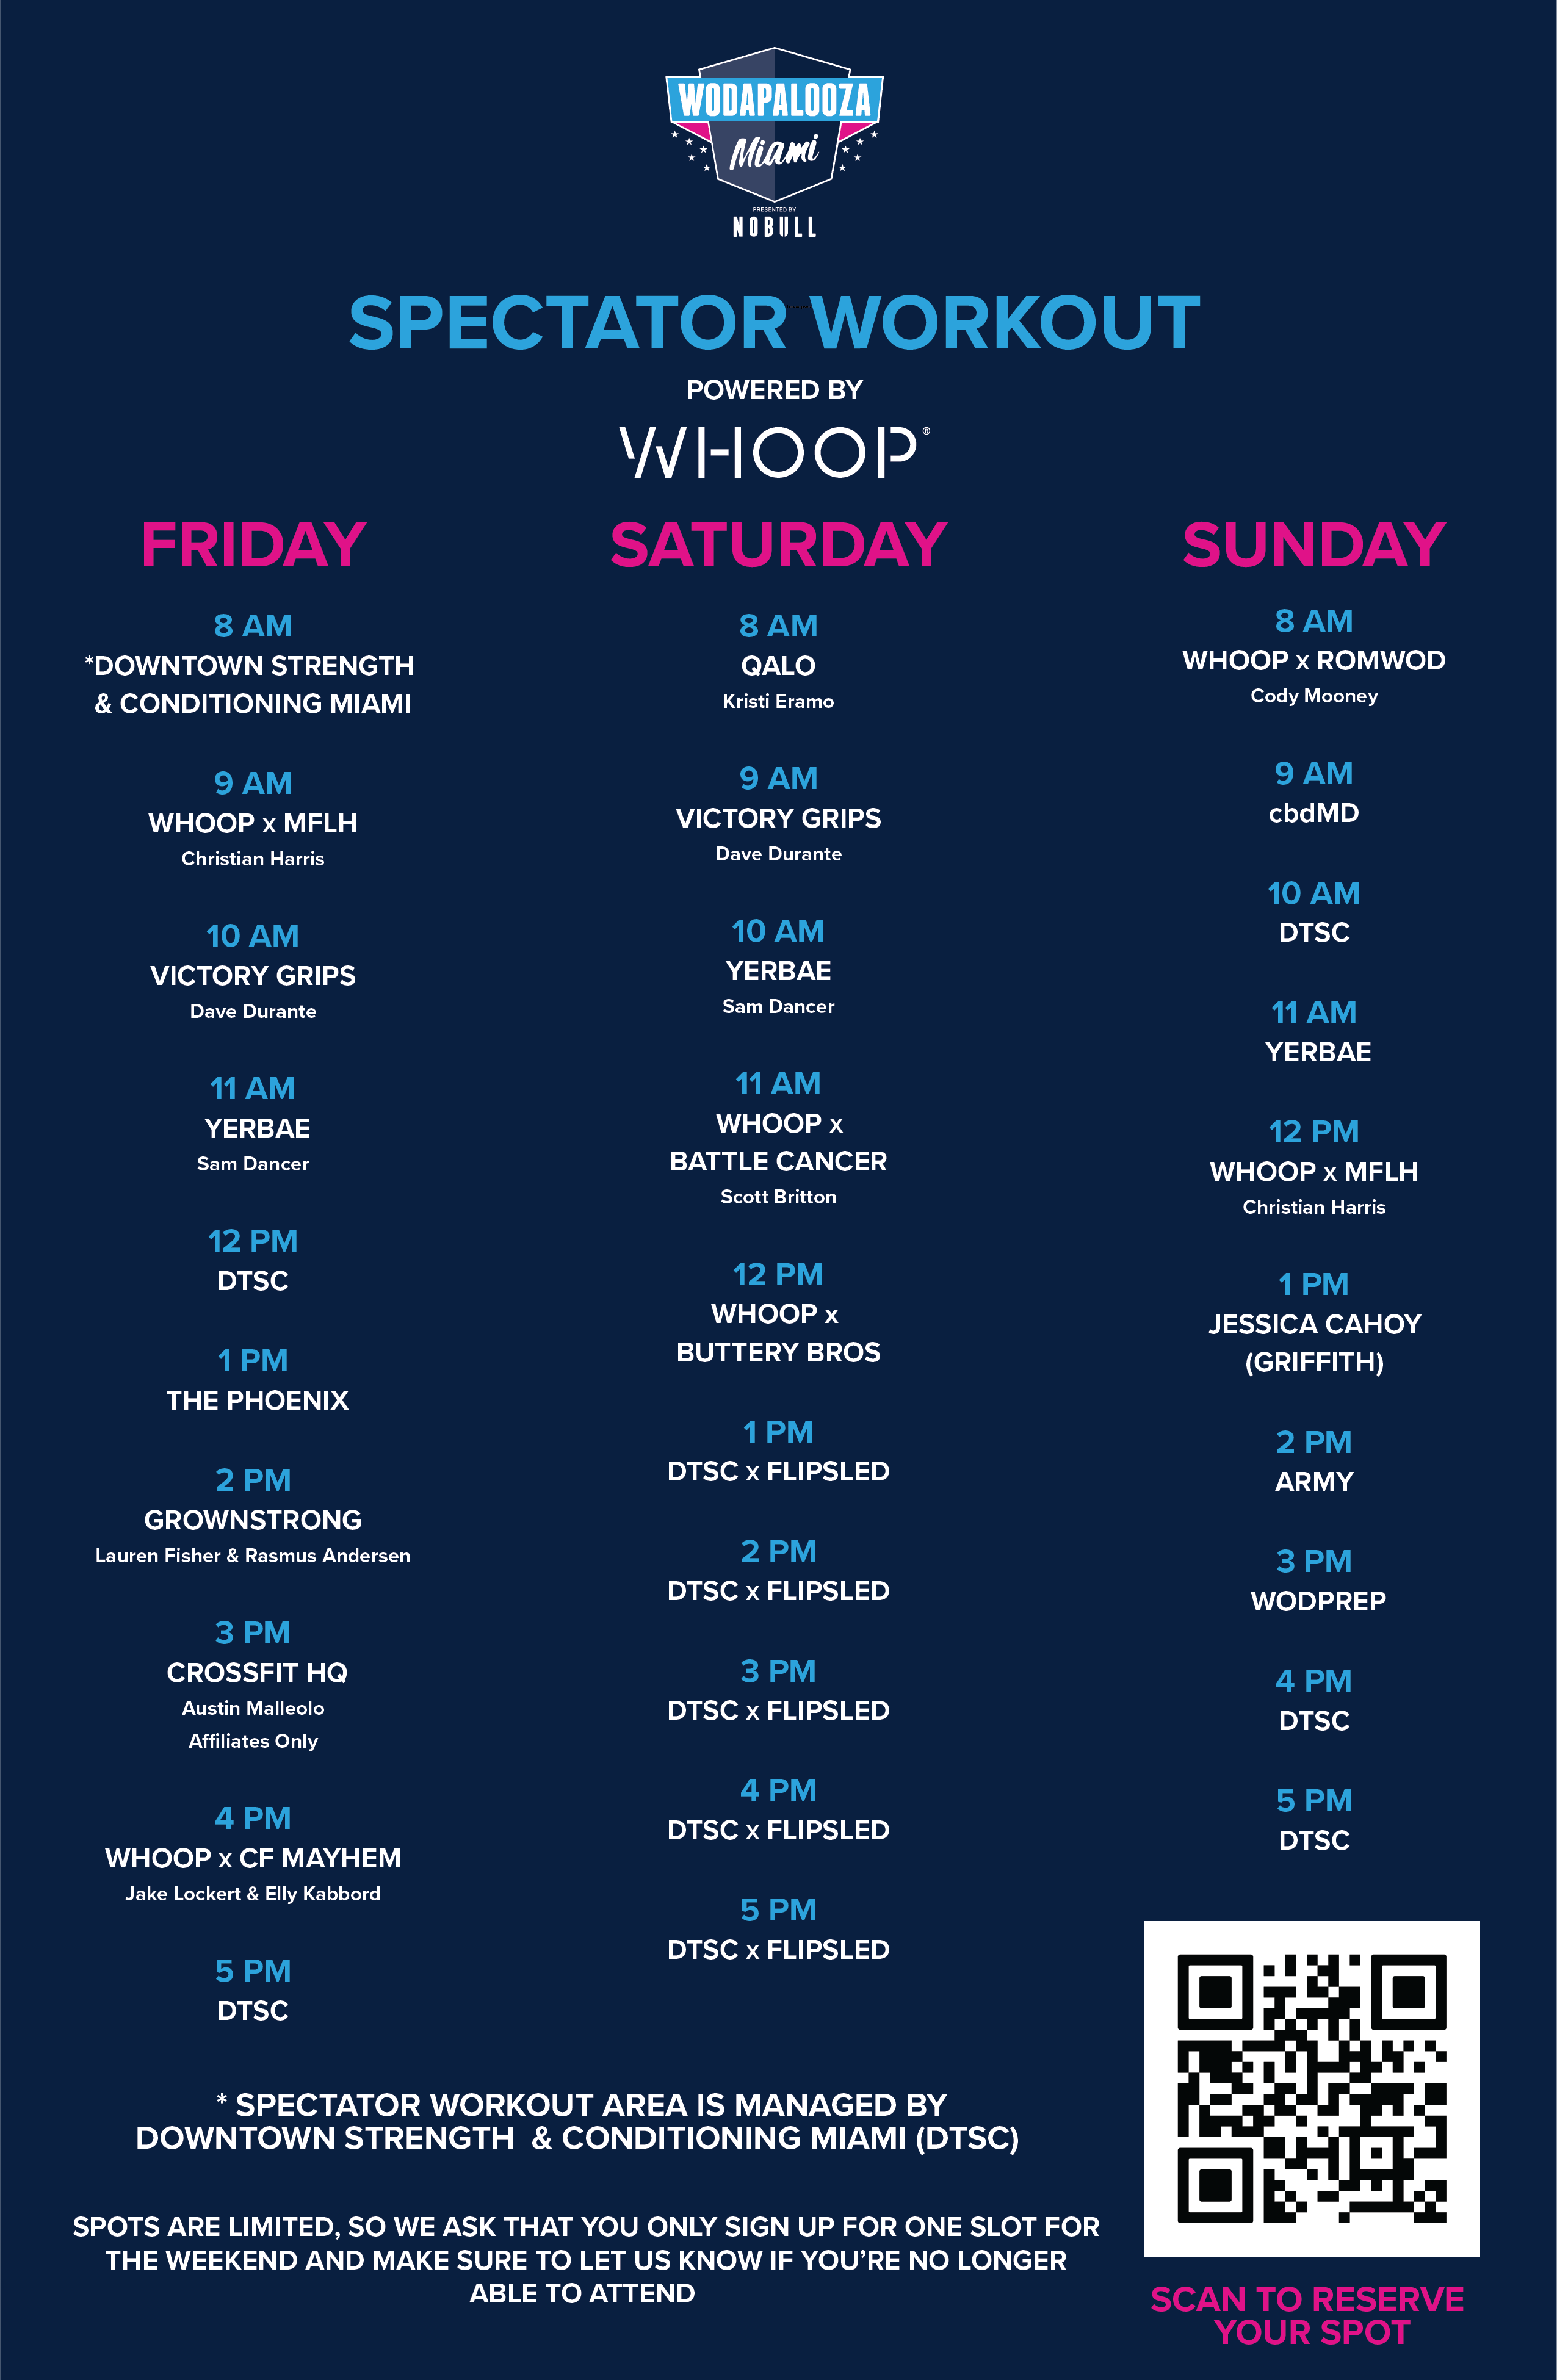 WODAPALOOZA
Miami
PRESENTED BY
NOBULL
SPECTATOR WORKOUT
POWERED BY
WHOOP®
FRIDAY
8 AM
*DOWNTOWN STRENGTH
& CONDITIONING MIAMI
9 AM
WHOOP x MFLH
Christian Harris
10 AM
VICTORY GRIPS
Dave Durante
11 AM
YERBAE
Sam Dancer
12 PM
DTSC
1 PM
THE PHOENIX
2 PM
GROWNSTRONG
Lauren Fisher & Rasmus Andersen
3 PM
CROSSFIT HQ
Austin Malleolo
Affiliates Only
4 PM
WHOOP x CF MAYHEM
Jake Lockert & Elly Kabbord
5 PM
DTSC
SATURDAY
8 AM
QALO
Kristi Eramo
9 AM
VICTORY GRIPS
Dave Durante
10 AM
YERBAE
Sam Dancer
11 AM
WHOOP x
BATTLE CANCER
Scott Britton
12 PM
WHOOP x
BUTTERY BROS
1 PM
DTSC x FLIPSLED
2 PM
DTSC x FLIPSLED
3 PM
DTSC x FLIPSLED
4 PM
DTSC x FLIPSLED
5 PM
DTSC x FLIPSLED
SUNDAY
8 AM
WHOOP x ROMWOD
Cody Mooney
9 AM
cbdMD
10 AM
DTSC
11 AM
YERBAE
12 PM
WHOOP x MFLH
Christian Harris
1 PM
JESSICA CAHOY
(GRIFFITH)
2 PM
ARMY
3 PM
WODPREP
4 PM
DTSC
5 PM
DTSC
* SPECTATOR WORKOUT AREA IS MANAGED BY
DOWNTOWN STRENGTH & CONDITIONING MIAMI (DTSC)
SPOTS ARE LIMITED, SO WE ASK THAT YOU ONLY SIGN UP FOR ONE SLOT FOR
THE WEEKEND AND MAKE SURE TO LET US KNOW IF YOU'RE NO LONGER
ABLE TO ATTEND
SCAN TO RESERVE
YOUR SPOT